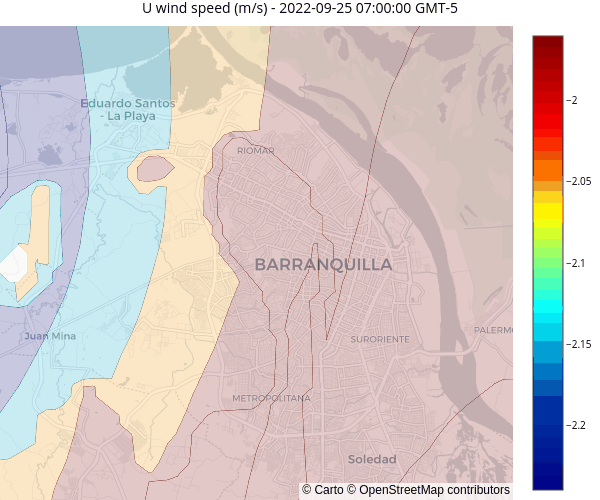 U wind speed (m/s) - 2022-09-25 07:00:00 GMT-5
−2
Eduardo Santos
- La Playa
RIOMAR
−2.05
BARRANQUILLA
−2.1
Juan Mina
PALERMO
SURORIENTE
−2.15
METROPOLITANA
−2.2
Soledad
© Carto © OpenStreetMap contributors